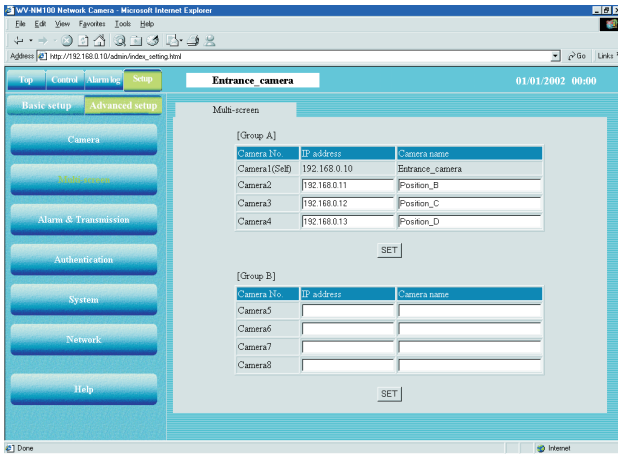 WV-NM100 Network Camera - Microsoft Internet Explorer
File Edit View Favorites Tools Help
Address http://192.168.0.10/admin/index_setting.html Go Links
Top Control Alarm log Setup Entrance_camera 01/01/2002 00:00
Basic setup Advanced setup
Multi-screen
Camera
Multi-screen
Alarm & Transmission
Authentication
System
Network
Help
[Group A]
Camera No. IP address Camera name
Camera1(Self) 192.168.0.10 Entrance_camera
Camera2 192.168.0.11 Position_B
Camera3 192.168.0.12 Position_C
Camera4 192.168.0.13 Position_D
SET
[Group B]
Camera No. IP address Camera name
Camera5
Camera6
Camera7
Camera8
SET
Done Internet